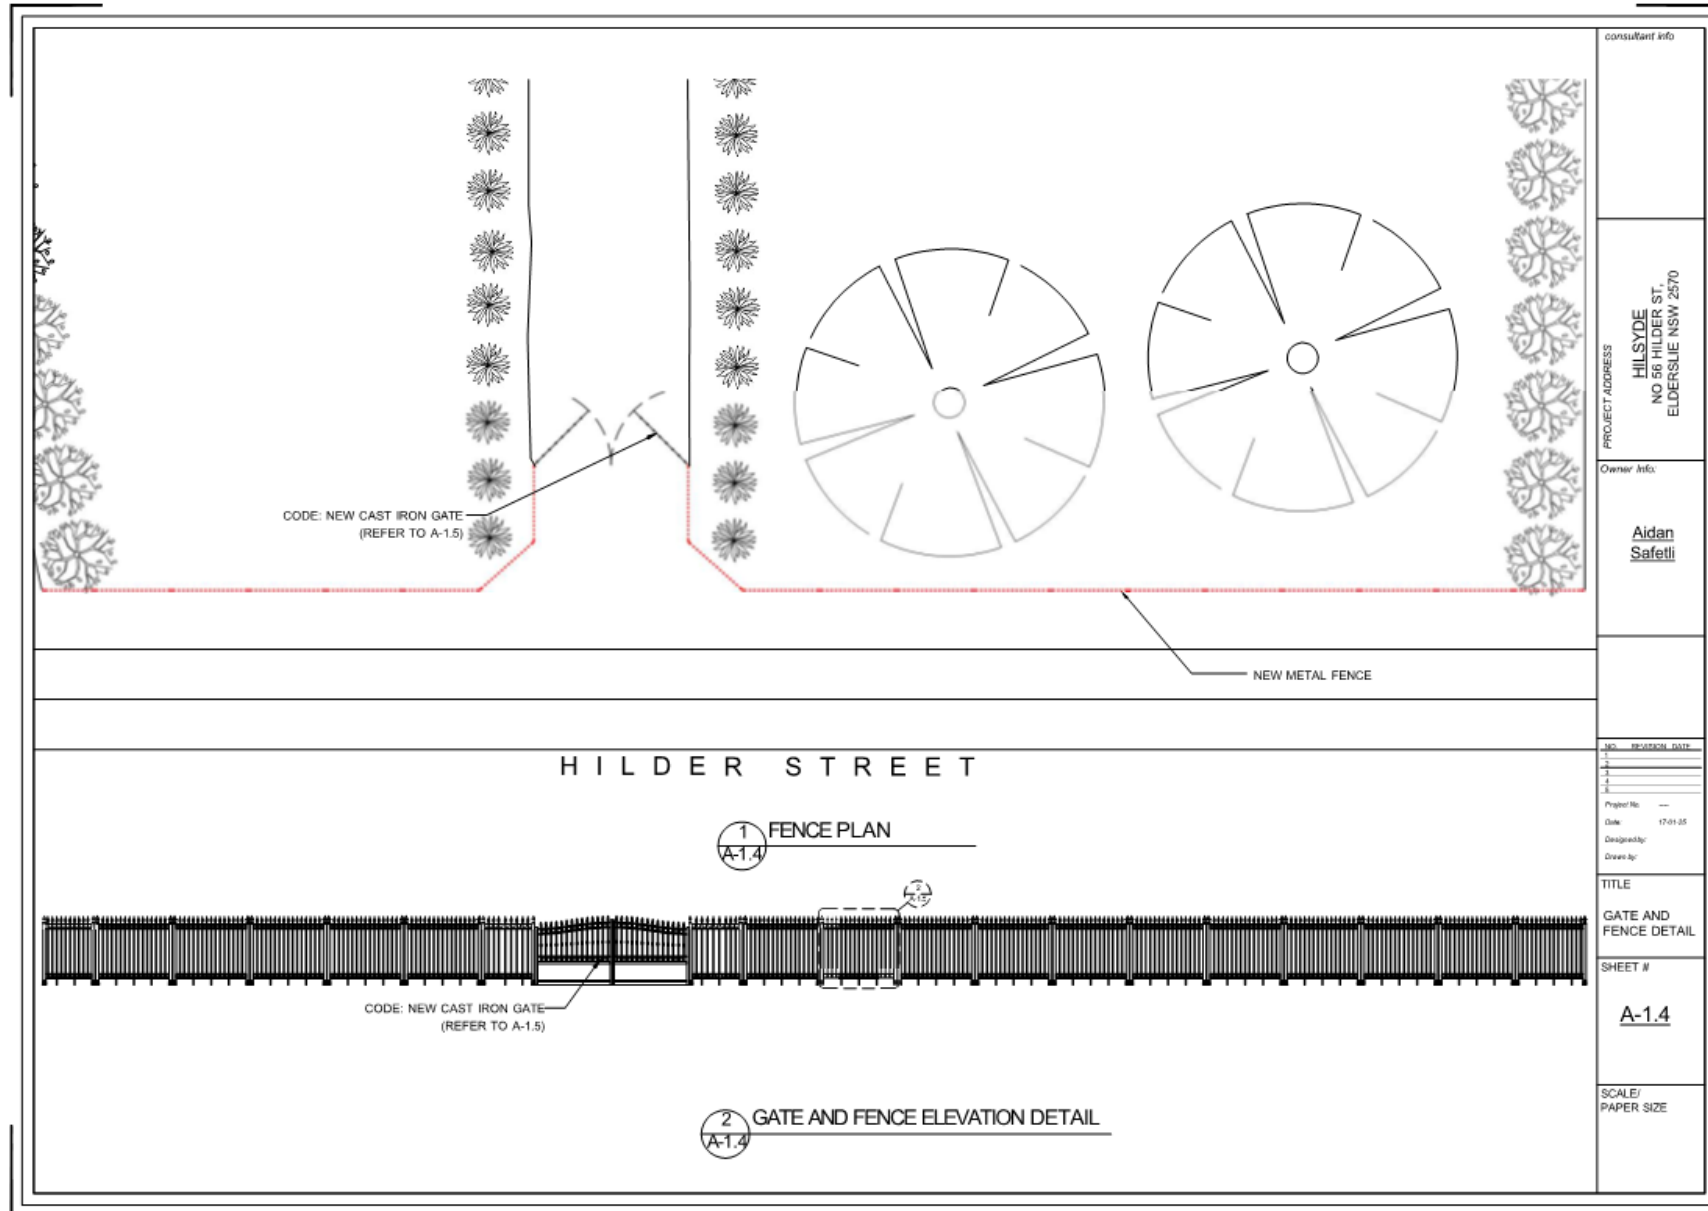 consultant info
PROJECT ADDRESS
HILSYDE
NO 56 HILDER ST,
ELDERSLIE NSW 2570
Owner Info:
Aidan
Safetli
CODE: NEW CAST IRON GATE
(REFER TO A-1.5)
NEW METAL FENCE
HILDER STREET
1
A-1.4
FENCE PLAN
NO. REVISION DATE
1
2
3
4
5
Project No. ----
Date: 17-01-25
Designed by:
Drawn by:
TITLE
GATE AND
FENCE DETAIL
SHEET #
A-1.4
SCALE/
PAPER SIZE
2
A-1.5
CODE: NEW CAST IRON GATE
(REFER TO A-1.5)
2
A-1.4
GATE AND FENCE ELEVATION DETAIL